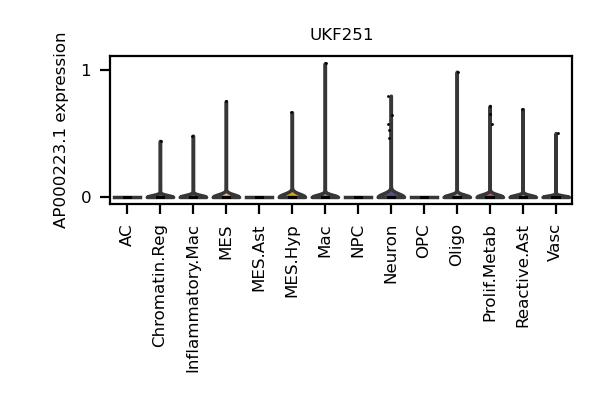 UKF251
AP000223.1 expression
1
0
AC
Chromatin.Reg
Inflammatory.Mac
MES
MES.Ast
MES.Hyp
Mac
NPC
Neuron
OPC
Oligo
Prolif.Metab
Reactive.Ast
Vasc